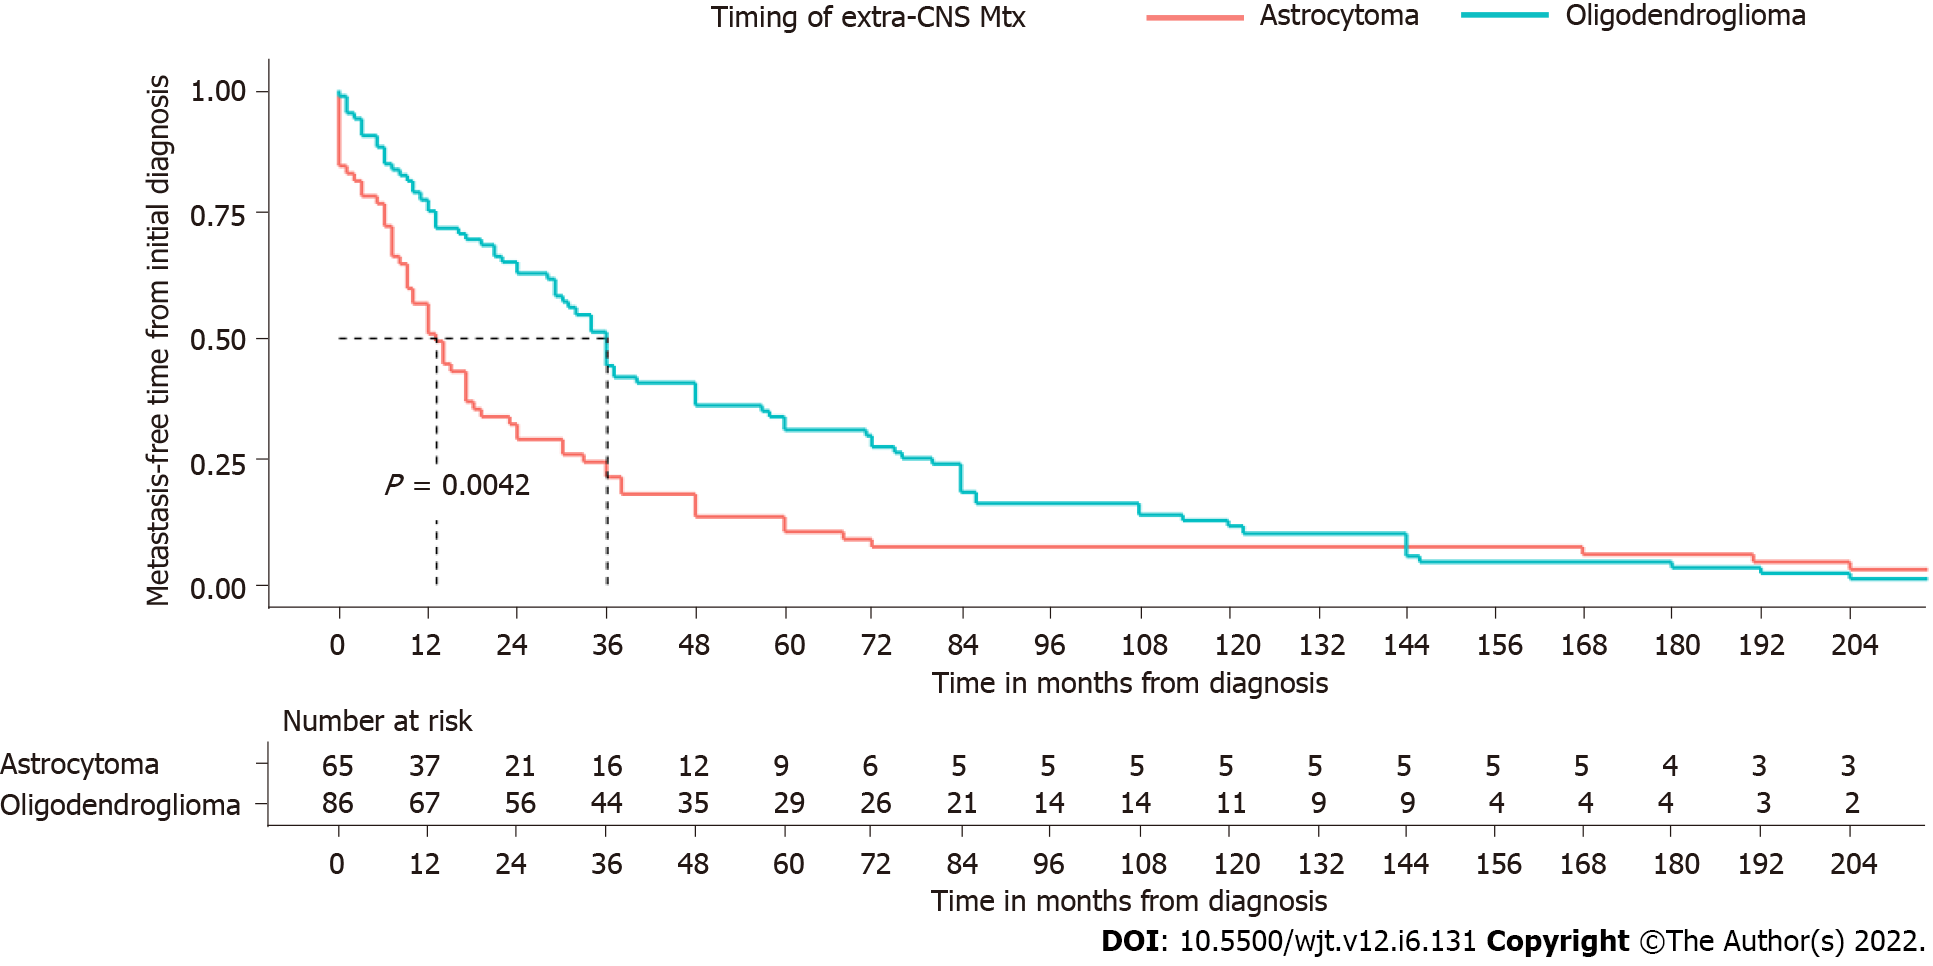 Timing of extra-CNS Mtx Astrocytoma Oligodendroglioma
Metastasis-free time from initial diagnosis
1.00
0.75
0.50
0.25
0.00
P = 0.0042
0 12 24 36 48 60 72 84 96 108 120 132 144 156 168 180 192 204
Time in months from diagnosis
Number at risk
Astrocytoma 65 37 21 16 12 9 6 5 5 5 5 5 5 5 5 4 3 3
Oligodendroglioma 86 67 56 44 35 29 26 21 14 14 11 9 9 4 4 4 3 2
0 12 24 36 48 60 72 84 96 108 120 132 144 156 168 180 192 204
Time in months from diagnosis
DOI: 10.5500/wjt.v12.i6.131 Copyright ©The Author(s) 2022.